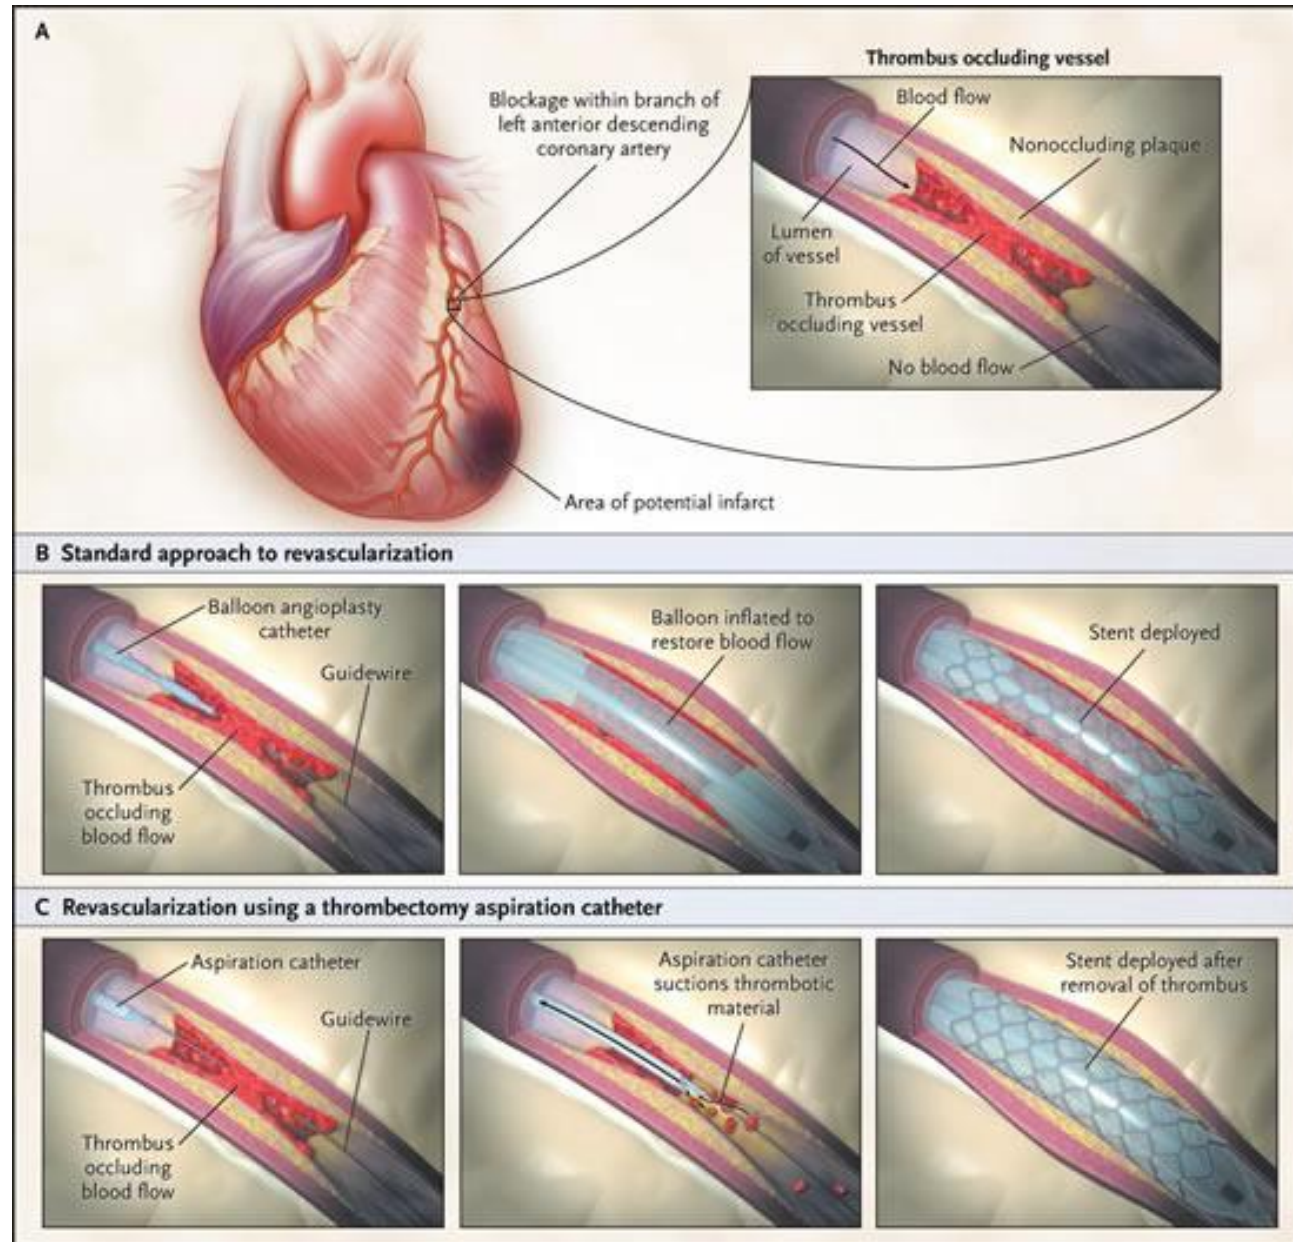 A
Thrombus occluding vessel
Blockage within branch of
left anterior descending
coronary artery
Blood flow
Nonoccluding plaque
Lumen
of vessel
Thrombus
occluding vessel
No blood flow
Area of potential infarct
B Standard approach to revascularization
Balloon angioplasty
catheter
Guidewire
Thrombus
occluding
blood flow
Balloon inflated to
restore blood flow
Stent deployed
C Revascularization using a thrombectomy aspiration catheter
Aspiration catheter
Guidewire
Thrombus
occluding
blood flow
Aspiration catheter
suctions thrombotic
material
Stent deployed after
removal of thrombus